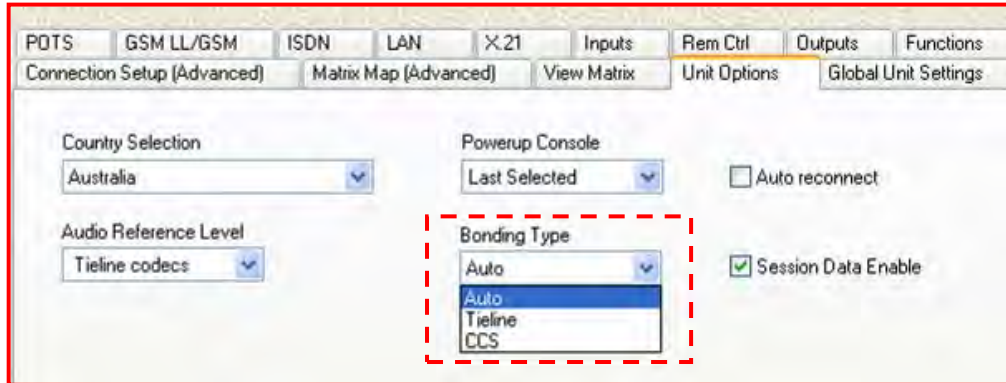 POTS GSM LL/GSM ISDN LAN X.21 Inputs Rem Ctrl Outputs Functions
Connection Setup (Advanced) Matrix Map (Advanced) View Matrix Unit Options Global Unit Settings
Country Selection Powerup Console
Australia Last Selected Auto reconnect
Audio Reference Level Bonding Type
Tieline codecs Auto Session Data Enable
Auto
Tieline
CCS